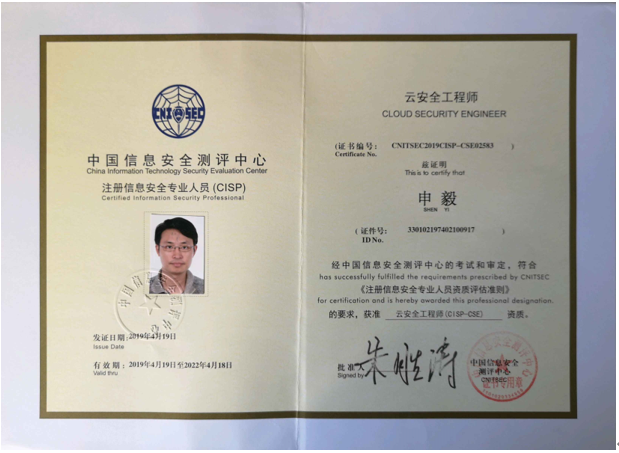 CNITSEC
中国信息安全测评中心
China Information Technology Security Evaluation Center
注册信息安全专业人员 (CISP)
Certified Information Security Professional
发证日期: 2019年4月19日
Issue Date
有效期: 2019年4月19日至2022年4月18日
Valid thru
云安全工程师
CLOUD SECURITY ENGINEER
(证书编号: CNITSEC2019CISP-CSE02583 )
Certificate No.
兹证明
This is to certify that
申毅
SHEN YI
(证件号: 330102197402100917 )
ID No.
经中国信息安全测评中心的考试和审定，符合
has successfully fulfilled the requirements prescribed by CNITSEC
《注册信息安全专业人员资质评估准则》
for certification and is hereby awarded this professional designation.
的要求，获准 云安全工程师(CISP-CSE) 资质。
批准人
Signed by
中国信息安全
测评中心
CNITSEC